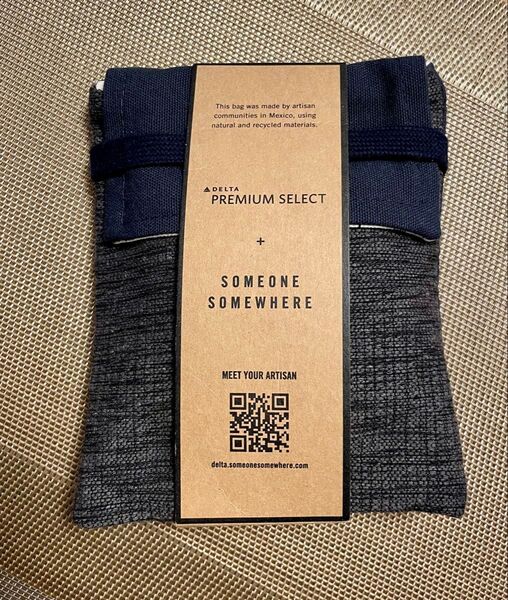 This bag was made by artisan
communities in Mexico, using
natural and recycled materials.
DELTA
PREMIUM SELECT
+
SOMEONE
SOMEWHERE
MEET YOUR ARTISAN
delta.someonesomewhere.com